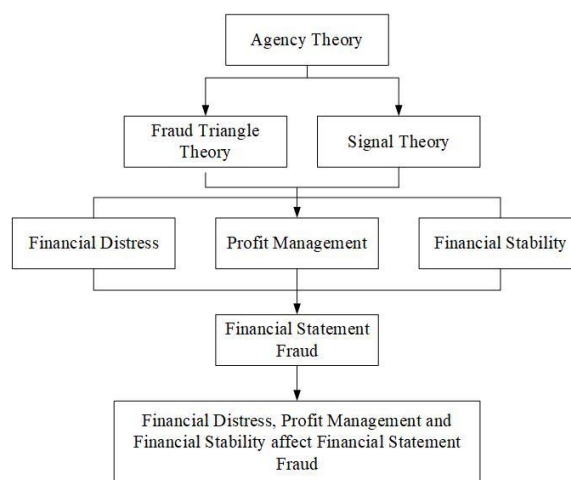 Agency Theory
Fraud Triangle
Theory
Signal Theory
Financial Distress
Profit Management
Financial Stability
Financial Statement
Fraud
Financial Distress, Profit Management and
Financial Stability affect Financial Statement
Fraud